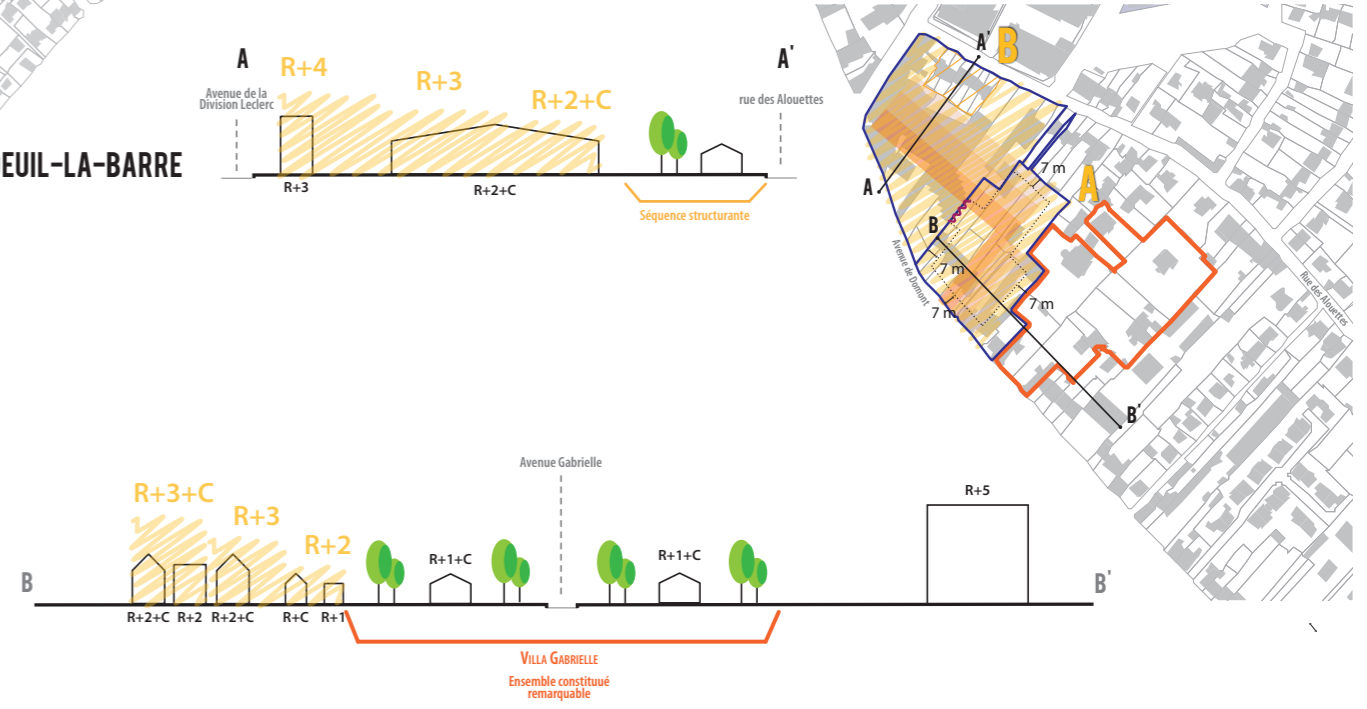 A
A'
R+4
R+3
R+2+C
Avenue de la
Division Leclerc
rue des Alouettes
DEUIL-LA-BARRE
R+3
R+2+C
Séquence structurante
A'
B
A
7 m
A
B
Avenue de Domont
7 m
7 m
7 m
Rue des Alouettes
B'
Avenue Gabrielle
R+3+C
R+3
R+2
R+5
R+1+C
R+1+C
B
B'
R+2+C
R+2
R+2+C
R+C
R+1
VILLA GABRIELLE
Ensemble constituué
remarquable